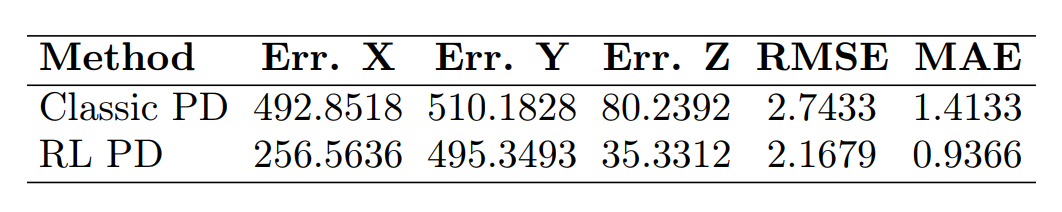 Method Err. X Err. Y Err. Z RMSE MAE
Classic PD 492.8518 510.1828 80.2392 2.7433 1.4133
RL PD 256.5636 495.3493 35.3312 2.1679 0.9366